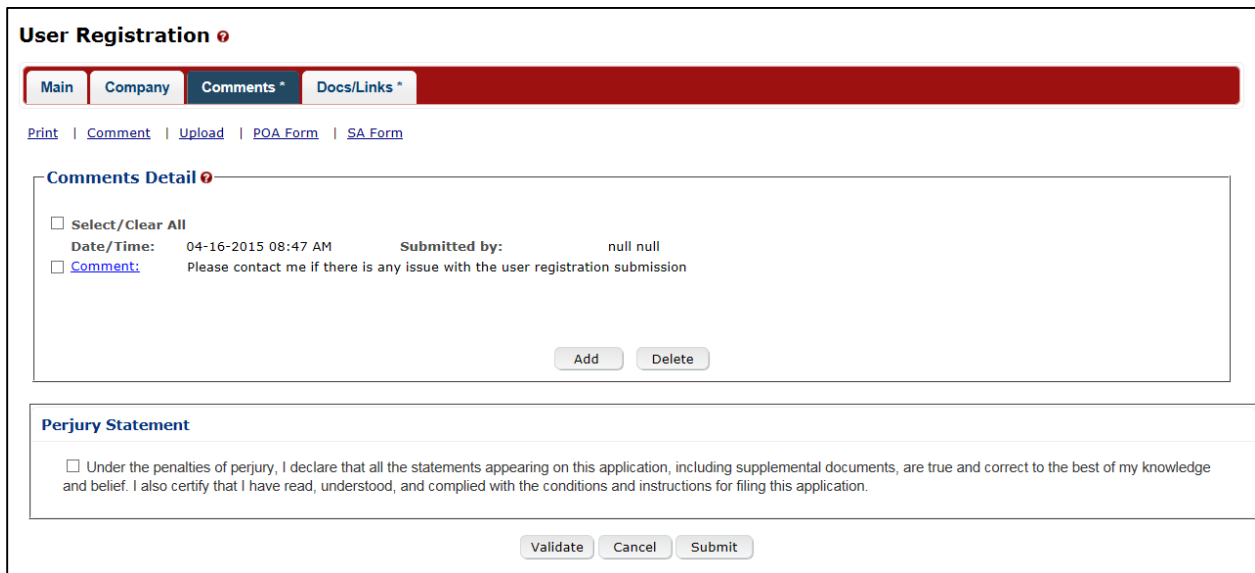 User Registration ?
Main Company Comments * Docs/Links *
Print | Comment | Upload | POA Form | SA Form
Comments Detail ?
Select/Clear All
Date/Time: 04-16-2015 08:47 AM Submitted by: null null
Comment: Please contact me if there is any issue with the user registration submission
Add Delete
Perjury Statement
Under the penalties of perjury, I declare that all the statements appearing on this application, including supplemental documents, are true and correct to the best of my knowledge
and belief. I also certify that I have read, understood, and complied with the conditions and instructions for filing this application.
Validate Cancel Submit